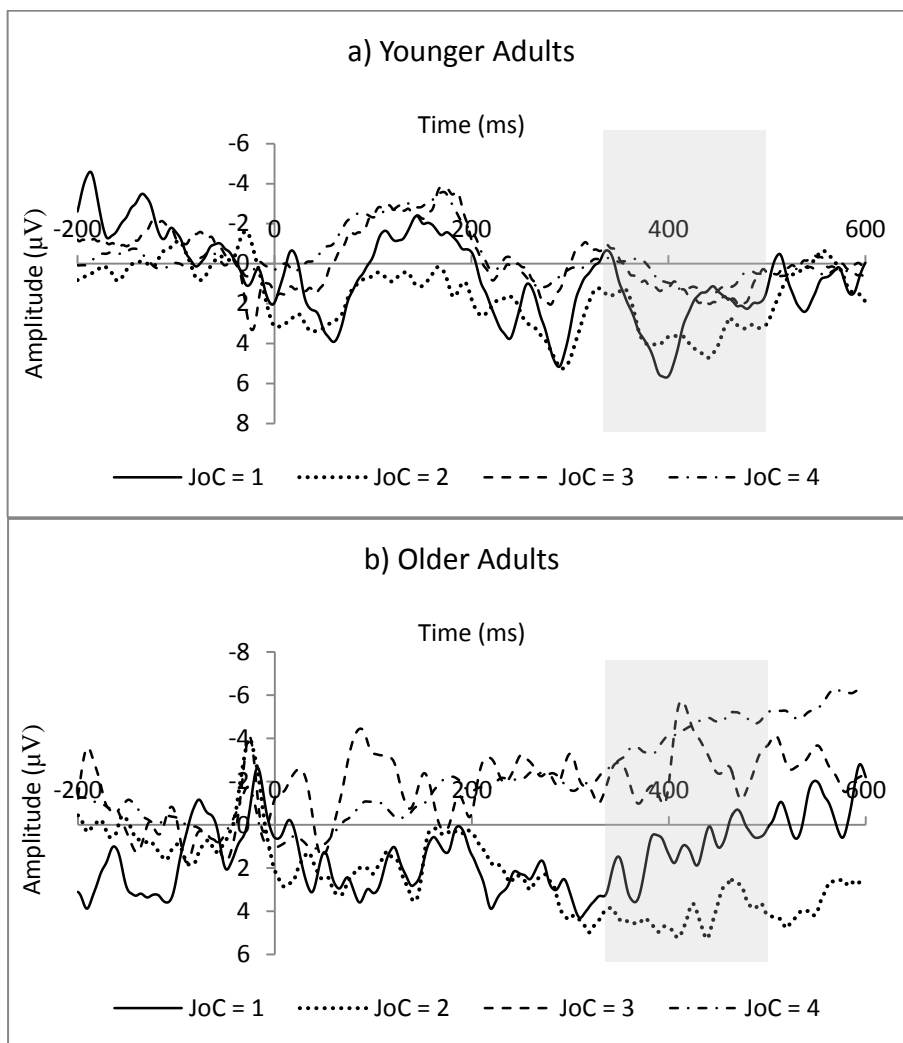 a) Younger Adults
Time (ms)
-6
-4
-2
0
2
4
6
8
-200 0 200 400 600
Amplitude (µV)
JoC = 1 JoC = 2 JoC = 3 JoC = 4
b) Older Adults
Time (ms)
-8
-6
-4
-2
0
2
4
6
-200 0 200 400 600
Amplitude (µV)
JoC = 1 JoC = 2 JoC = 3 JoC = 4